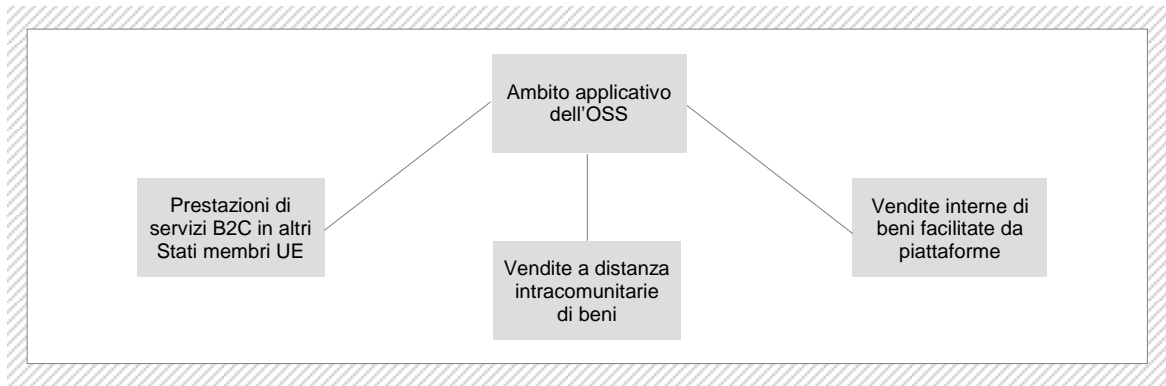 Ambito applicativo
dell’OSS
Prestazioni di
servizi B2C in altri
Stati membri UE
Vendite a distanza
intracomunitarie
di beni
Vendite interne di
beni facilitate da
piattaforme